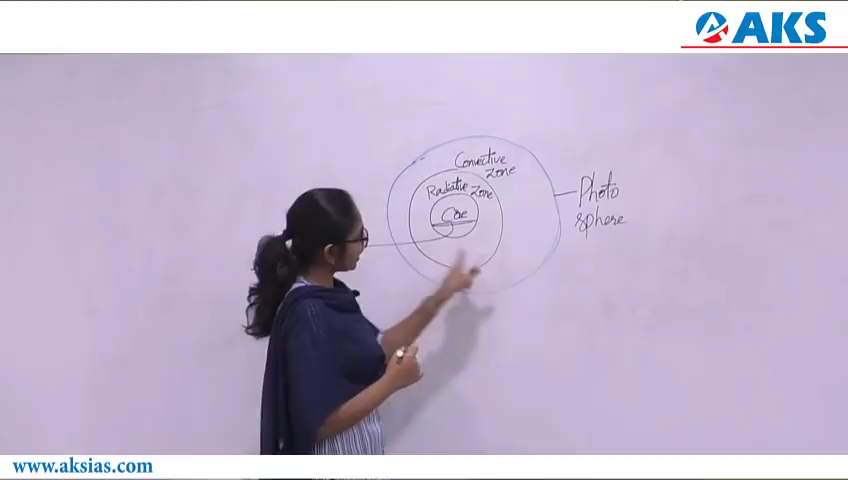 AKS
Convective
Zone
Radiative Zone
Core
Photo
sphere
www.aksias.com